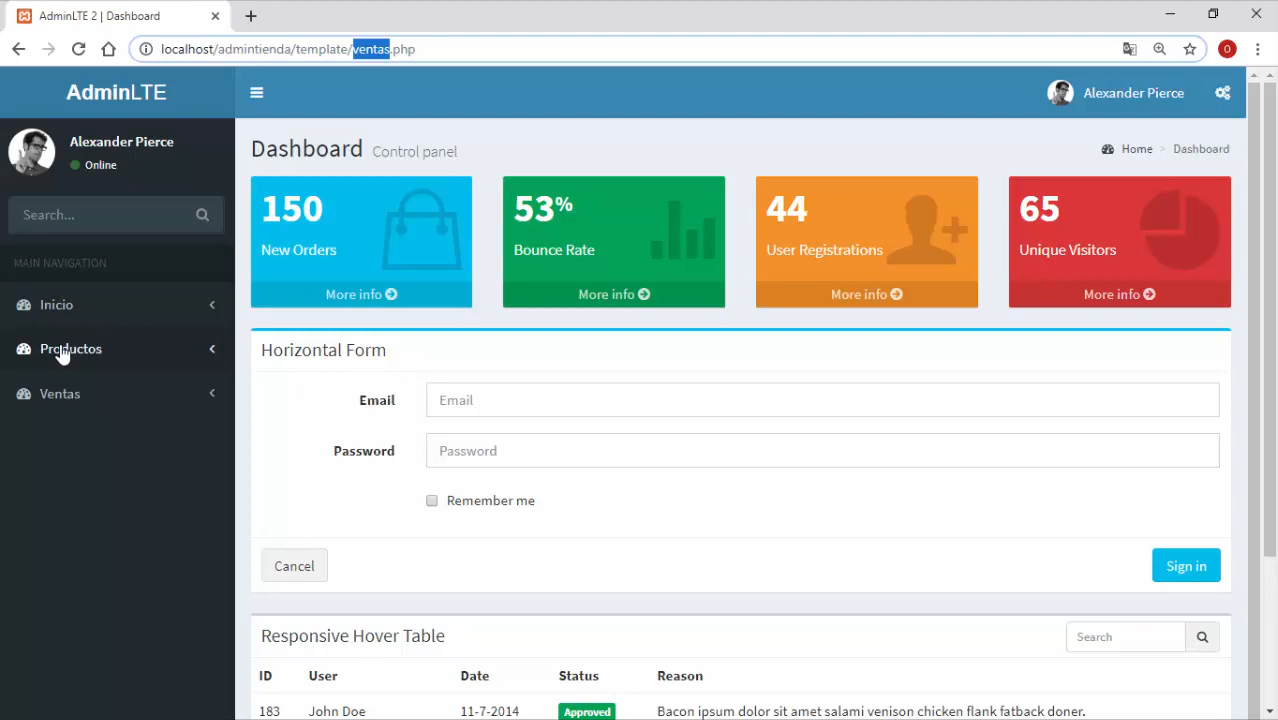 AdminLTE 2 | Dashboard
localhost/admintienda/template/ventas.php
O
AdminLTE
Alexander Pierce
Alexander Pierce
Online
Search...
MAIN NAVIGATION
Inicio
Productos
Ventas
Dashboard Control panel
Home > Dashboard
150
New Orders
More info
53%
Bounce Rate
More info
44
User Registrations
More info
65
Unique Visitors
More info
Horizontal Form
Email Email
Password Password
Remember me
Cancel Sign in
Responsive Hover Table Search
ID User Date Status Reason
183 John Doe 11-7-2014 Approved Bacon ipsum dolor sit amet salami venison chicken flank fatback doner.